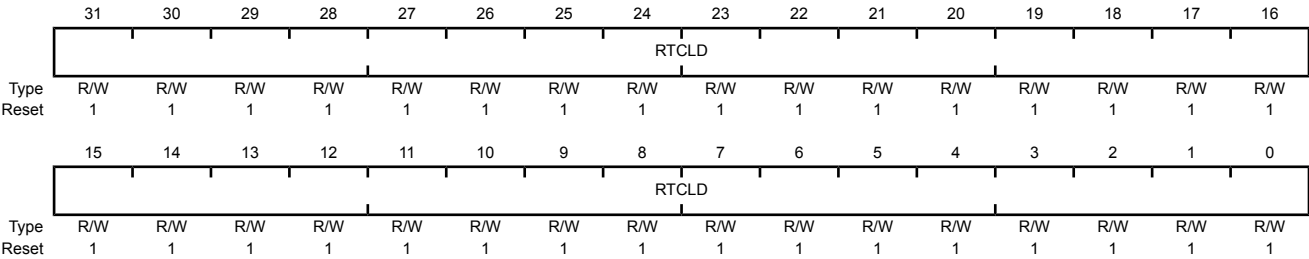 31 30 29 28 27 26 25 24 23 22 21 20 19 18 17 16
RTCLD
Type R/W R/W R/W R/W R/W R/W R/W R/W R/W R/W R/W R/W R/W R/W R/W R/W
Reset 1 1 1 1 1 1 1 1 1 1 1 1 1 1 1 1
15 14 13 12 11 10 9 8 7 6 5 4 3 2 1 0
RTCLD
Type R/W R/W R/W R/W R/W R/W R/W R/W R/W R/W R/W R/W R/W R/W R/W R/W
Reset 1 1 1 1 1 1 1 1 1 1 1 1 1 1 1 1